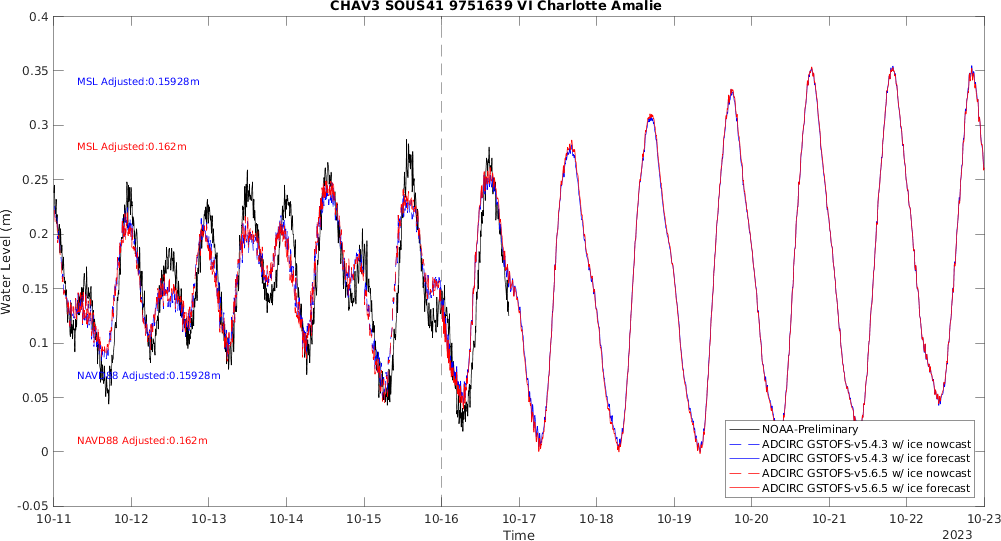 CHAV3 SOUS41 9751639 VI Charlotte Amalie
0.4
0.35
0.3
0.25
0.2
0.15
0.1
0.05
0
-0.05
Water Level (m)
MSL Adjusted:0.15928m
MSL Adjusted:0.162m
NAVD88 Adjusted:0.15928m
NAVD88 Adjusted:0.162m
NOAA-Preliminary
ADCIRC GSTOFS-v5.4.3 w/ ice nowcast
ADCIRC GSTOFS-v5.4.3 w/ ice forecast
ADCIRC GSTOFS-v5.6.5 w/ ice nowcast
ADCIRC GSTOFS-v5.6.5 w/ ice forecast
10-11 10-12 10-13 10-14 10-15 10-16 10-17 10-18 10-19 10-20 10-21 10-22 10-23
Time
2023